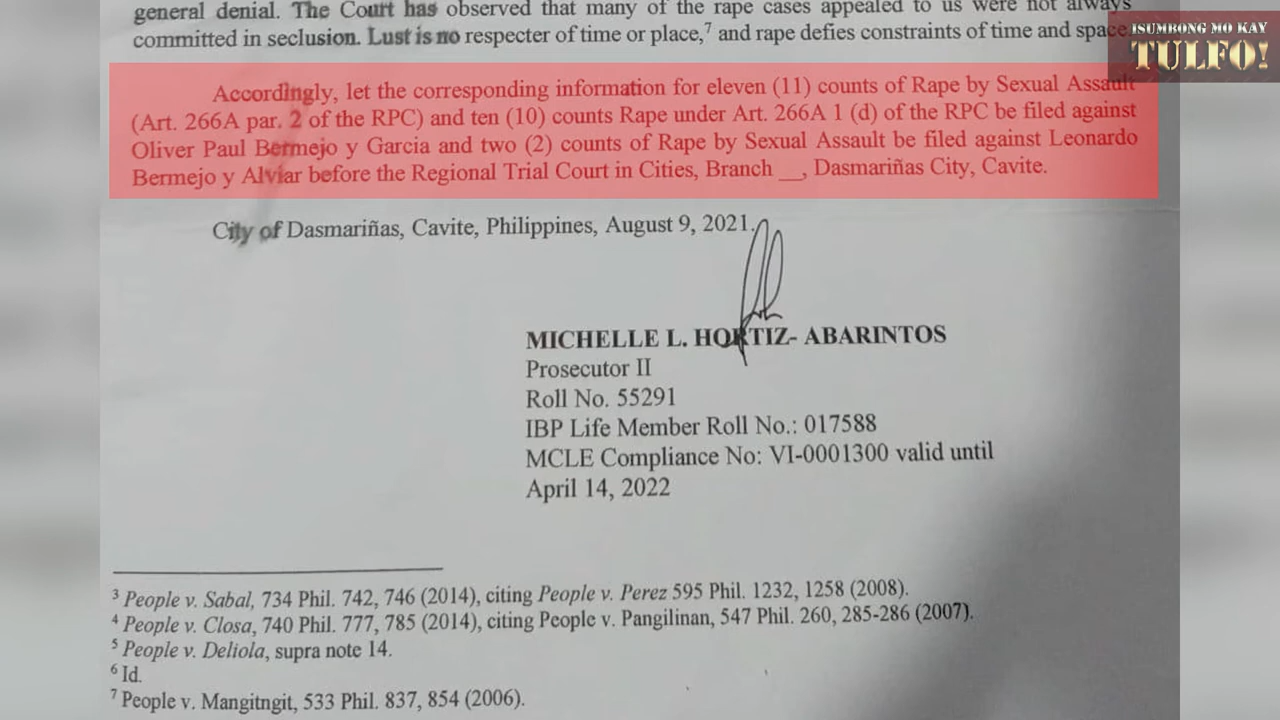 general denial. The Court has observed that many of the rape cases appealed to us were not always
committed in seclusion. Lust is no respecter of time or place,⁷ and rape defies constraints of time and space
ISUMBONG MO KAY
TULFO!
Accordingly, let the corresponding information for eleven (11) counts of Rape by Sexual Assault
(Art. 266A par. 2 of the RPC) and ten (10) counts Rape under Art. 266A 1 (d) of the RPC be filed against
Oliver Paul Bermejo y Garcia and two (2) counts of Rape by Sexual Assault be filed against Leonardo
Bermejo y Alviar before the Regional Trial Court in Cities, Branch __, Dasmariñas City, Cavite.
City of Dasmariñas, Cavite, Philippines, August 9, 2021.
MICHELLE L. HORTIZ- ABARINTOS
Prosecutor II
Roll No. 55291
IBP Life Member Roll No.: 017588
MCLE Compliance No: VI-0001300 valid until
April 14, 2022
³ People v. Sabal, 734 Phil. 742, 746 (2014), citing People v. Perez 595 Phil. 1232, 1258 (2008).
⁴ People v. Closa, 740 Phil. 777, 785 (2014), citing People v. Pangilinan, 547 Phil. 260, 285-286 (2007).
⁵ People v. Deliola, supra note 14.
⁶ Id.
⁷ People v. Mangitngit, 533 Phil. 837, 854 (2006).